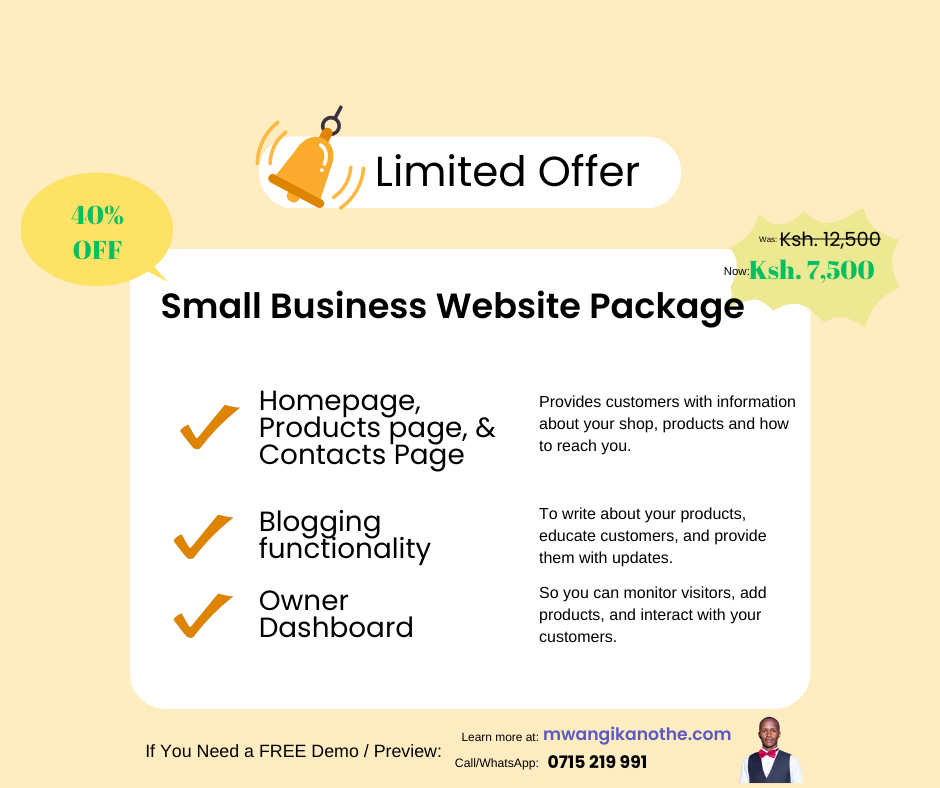 Limited Offer
40%
OFF
Was: Ksh. 12,500
Now: Ksh. 7,500
Small Business Website Package
Homepage,
Products page, &
Contacts Page
Provides customers with information
about your shop, products and how
to reach you.
Blogging
functionality
To write about your products,
educate customers, and provide
them with updates.
Owner
Dashboard
So you can monitor visitors, add
products, and interact with your
customers.
If You Need a FREE Demo / Preview:
Learn more at: mwangikanothe.com
Call/WhatsApp: 0715 219 991